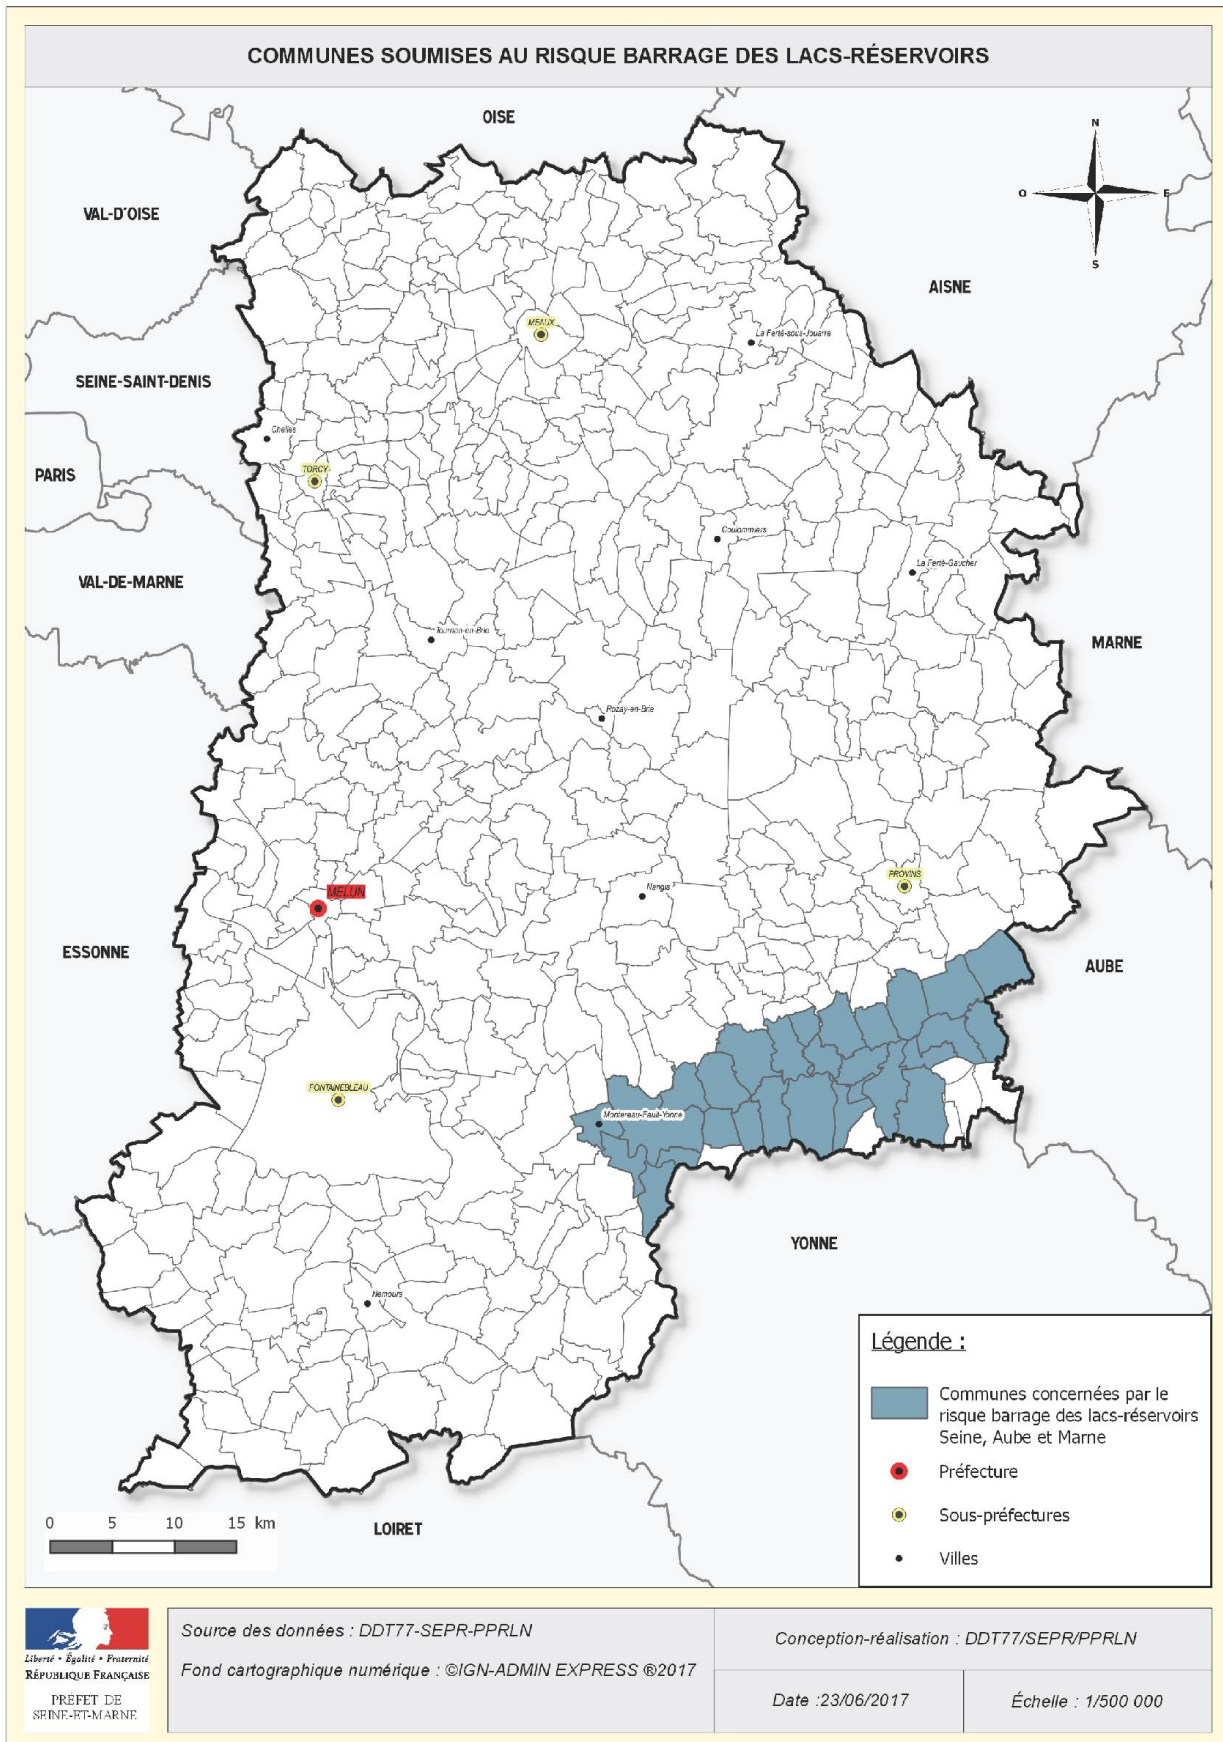 COMMUNES SOUMISES AU RISQUE BARRAGE DES LACS-RÉSERVOIRS
OISE
N
O
E
S
VAL-D'OISE
AISNE
MEAUX
La Ferté-sous-Jouarre
SEINE-SAINT-DENIS
Chelles
TORCY
PARIS
Coulommiers
La Ferté-Gaucher
VAL-DE-MARNE
Tournan-en-Brie
MARNE
Rozay-en-Brie
PROVINS
MELUN
Nangis
ESSONNE
AUBE
FONTAINEBLEAU
Montereau-Fault-Yonne
YONNE
Nemours
Légende :
Communes concernées par le
risque barrage des lacs-réservoirs
Seine, Aube et Marne
Préfecture
Sous-préfectures
Villes
0 5 10 15 km
LOIRET
Liberté • Égalité • Fraternité
RÉPUBLIQUE FRANÇAISE
PRÉFET DE
SEINE-ET-MARNE
Source des données : DDT77-SEPR-PPRLN
Fond cartographique numérique : ©IGN-ADMIN EXPRESS ®2017
Conception-réalisation : DDT77/SEPR/PPRLN
Date :23/06/2017
Échelle : 1/500 000